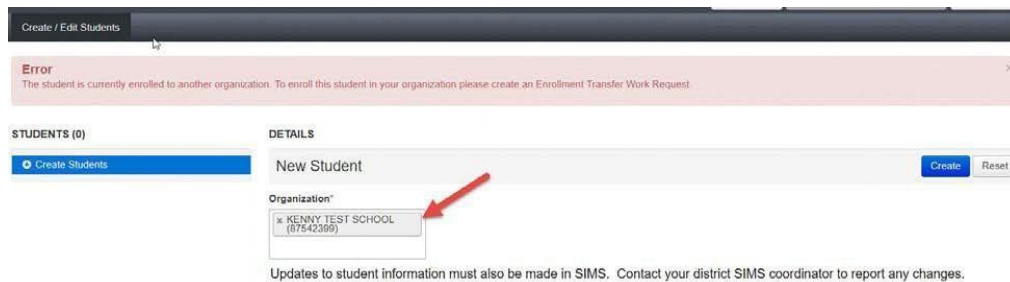 Create / Edit Students
Error
The student is currently enrolled to another organization. To enroll this student in your organization please create an Enrollment Transfer Work Request
STUDENTS (0)
DETAILS
Create Students
New Student
Create
Reset
Organization*
x KENNY TEST SCHOOL
(87542399)
Updates to student information must also be made in SIMS. Contact your district SIMS coordinator to report any changes.